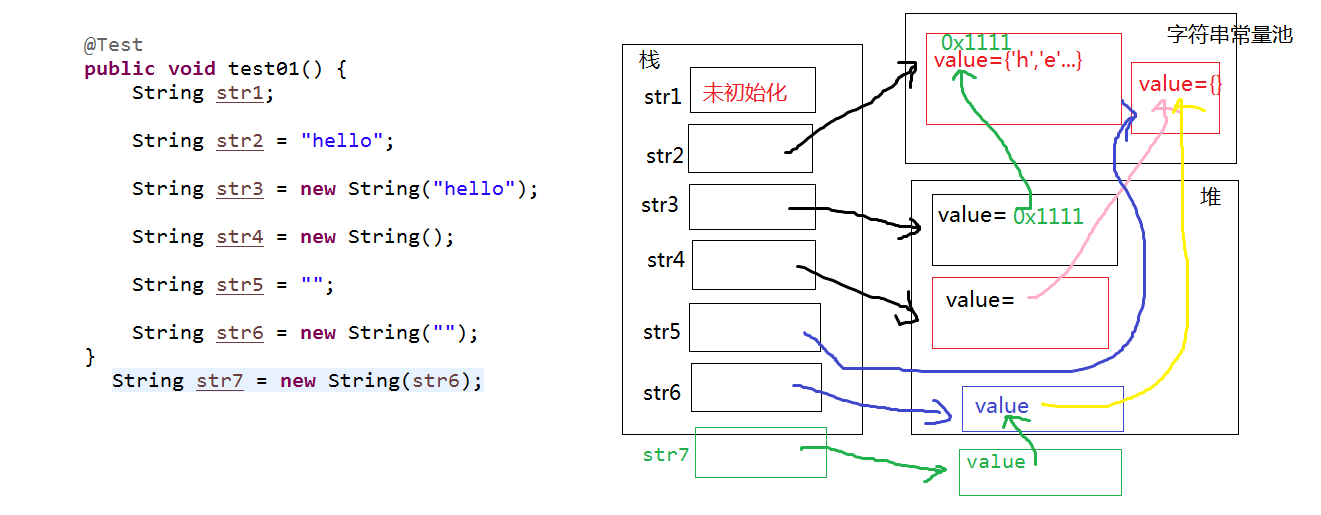 @Test
public void test01() {
String str1;
String str2 = "hello";
String str3 = new String("hello");
String str4 = new String();
String str5 = "";
String str6 = new String("");
}
String str7 = new String(str6);
栈
str1
未初始化
str2
str3
str4
str5
str6
str7
字符串常量池
0x1111
value={'h','e'...}
value={}
堆
value= 0x1111
value=
value
value